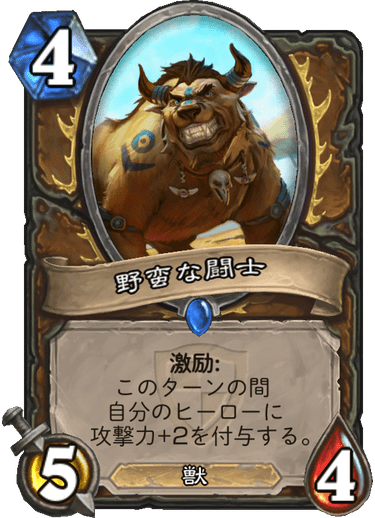 4
野蛮な闘士
激励:
このターンの間
自分のヒーローに
攻撃力+2を付与する。
5
獣
4